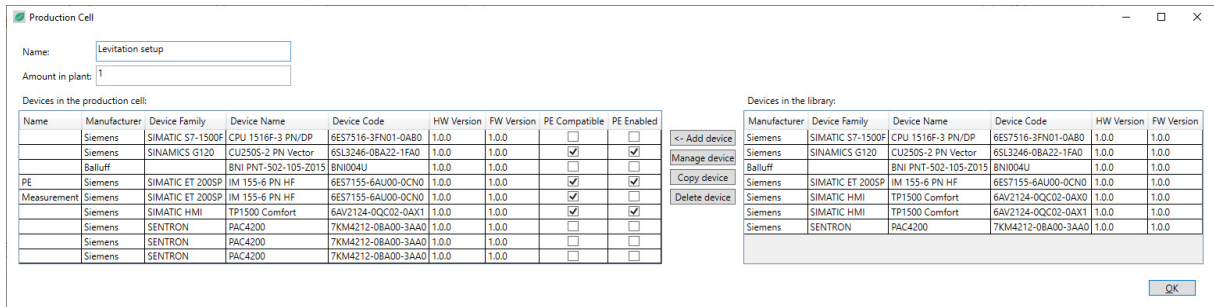 Production Cell
Name: Levitation setup
Amount in plant: 1
Devices in the production cell:
Name Manufacturer Device Family Device Name Device Code HW Version FW Version PE Compatible PE Enabled
Siemens SIMATIC S7-1500F CPU 1516F-3 PN/DP 6ES7516-3FN01-0AB0 1.0.0 1.0.0
Siemens SINAMICS G120 CU250S-2 PN Vector 6SL3246-0BA22-1FA0 1.0.0 1.0.0
Balluff BNI PNT-502-105-Z015 BNI004U 1.0.0 1.0.0
PE Siemens SIMATIC ET 200SP IM 155-6 PN HF 6ES7155-6AU00-0CN0 1.0.0 1.0.0
Measurement Siemens SIMATIC ET 200SP IM 155-6 PN HF 6ES7155-6AU00-0CN0 1.0.0 1.0.0
Siemens SIMATIC HMI TP1500 Comfort 6AV2124-0QC02-0AX1 1.0.0 1.0.0
Siemens SENTRON PAC4200 7KM4212-0BA00-3AA0 1.0.0 1.0.0
Siemens SENTRON PAC4200 7KM4212-0BA00-3AA0 1.0.0 1.0.0
Siemens SENTRON PAC4200 7KM4212-0BA00-3AA0 1.0.0 1.0.0
<- Add device
Manage device
Copy device
Delete device
Devices in the library:
Manufacturer Device Family Device Name Device Code HW Version FW Version
Siemens SIMATIC S7-1500F CPU 1516F-3 PN/DP 6ES7516-3FN01-0AB0 1.0.0 1.0.0
Siemens SINAMICS G120 CU250S-2 PN Vector 6SL3246-0BA22-1FA0 1.0.0 1.0.0
Balluff BNI PNT-502-105-Z015 BNI004U 1.0.0 1.0.0
Siemens SIMATIC ET 200SP IM 155-6 PN HF 6ES7155-6AU00-0CN0 1.0.0 1.0.0
Siemens SIMATIC HMI TP1500 Comfort 6AV2124-0QC02-0AX0 1.0.0 1.0.0
Siemens SIMATIC HMI TP1500 Comfort 6AV2124-0QC02-0AX1 1.0.0 1.0.0
Siemens SENTRON PAC4200 7KM4212-0BA00-3AA0 1.0.0 1.0.0
OK